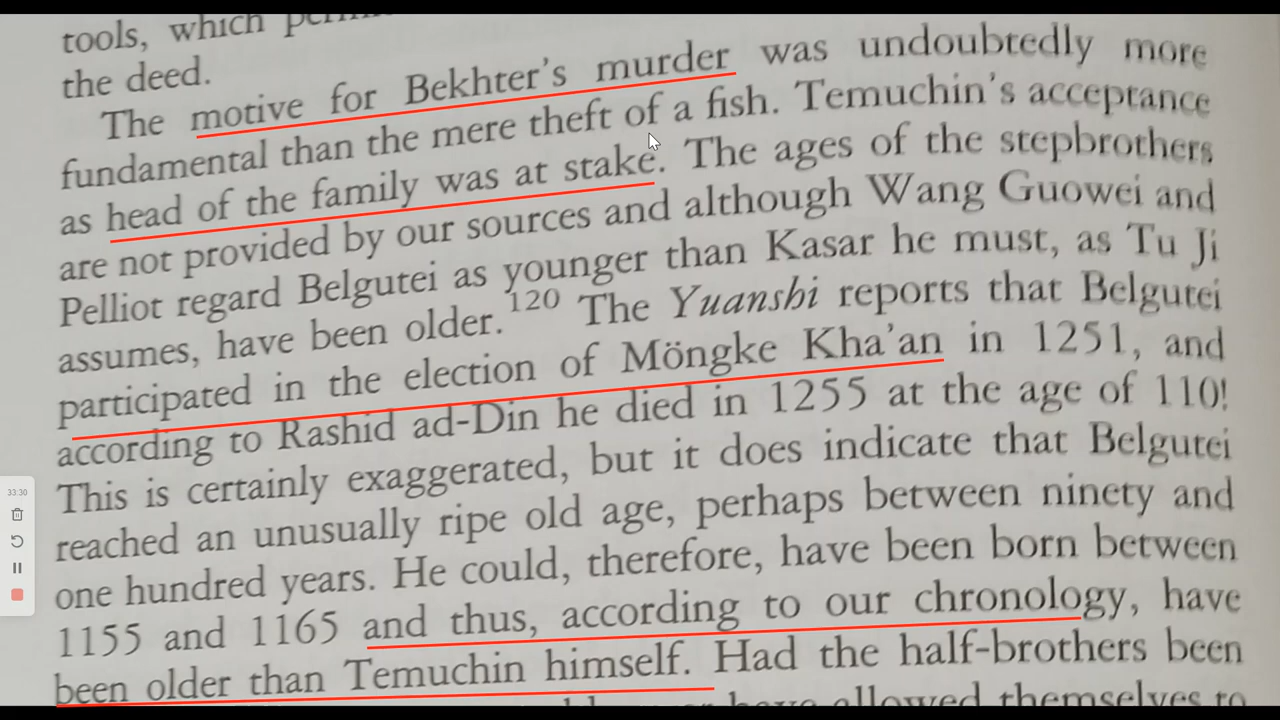 tools, which
the deed.
The motive for Bekhter's murder was undoubtedly more
fundamental than the mere theft of a fish. Temuchin's acceptance
as head of the family was at stake. The ages of the stepbrothers
are not provided by our sources and although Wang Guowei and
Pelliot regard Belgutei as younger than Kasar he must, as Tu Ji
assumes, have been older.120 The Yuanshi reports that Belgutei
participated in the election of Möngke Kha'an in 1251, and
according to Rashid ad-Din he died in 1255 at the age of 110!
This is certainly exaggerated, but it does indicate that Belgutei
reached an unusually ripe old age, perhaps between ninety and
one hundred years. He could, therefore, have been born between
1155 and 1165 and thus, according to our chronology, have
been older than Temuchin himself. Had the half-brothers been
have allowed themselves to
33:30